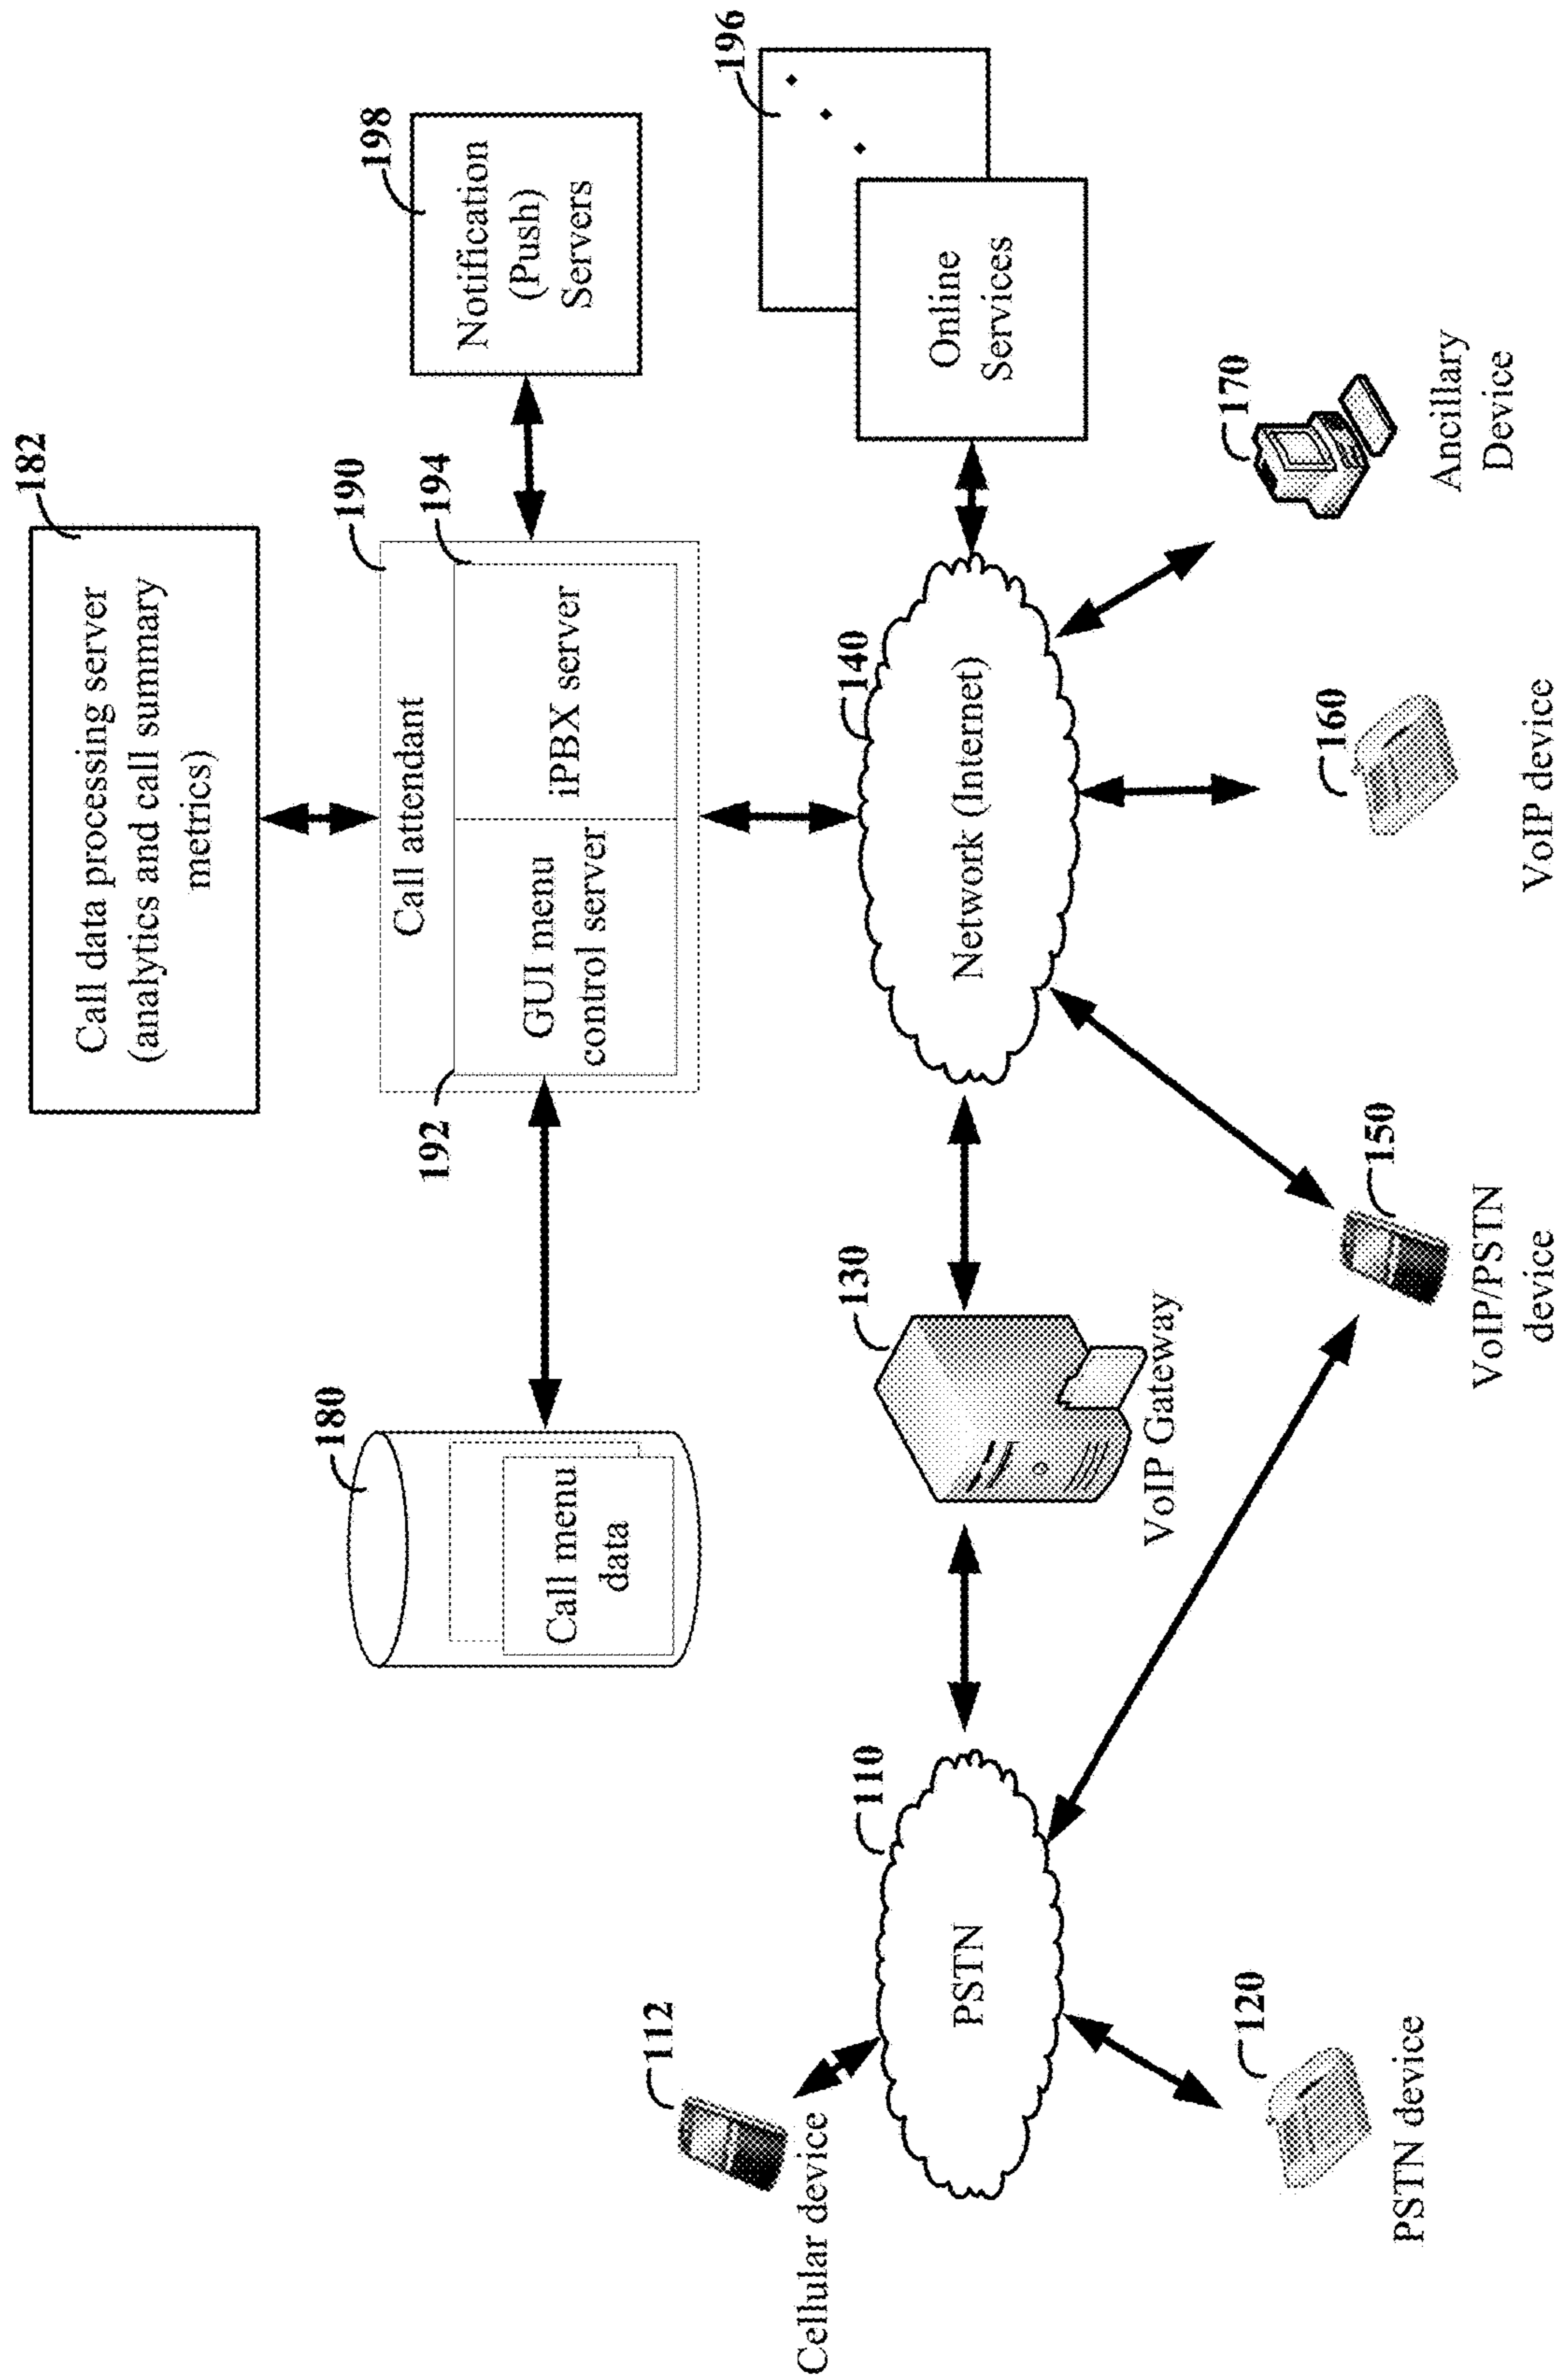 182
Call data processing server
(analytics and call summary
metrics)
190
Call attendant
194
192
GUI menu
control server
iPBX server
198
Notification
(Push)
Servers
180
Call menu
data
196
Online
Services
140
Network (Internet)
130
VoIP Gateway
110
PSTN
112
Cellular device
120
PSTN device
150
VoIP/PSTN
device
160
VoIP device
170
Ancillary
Device